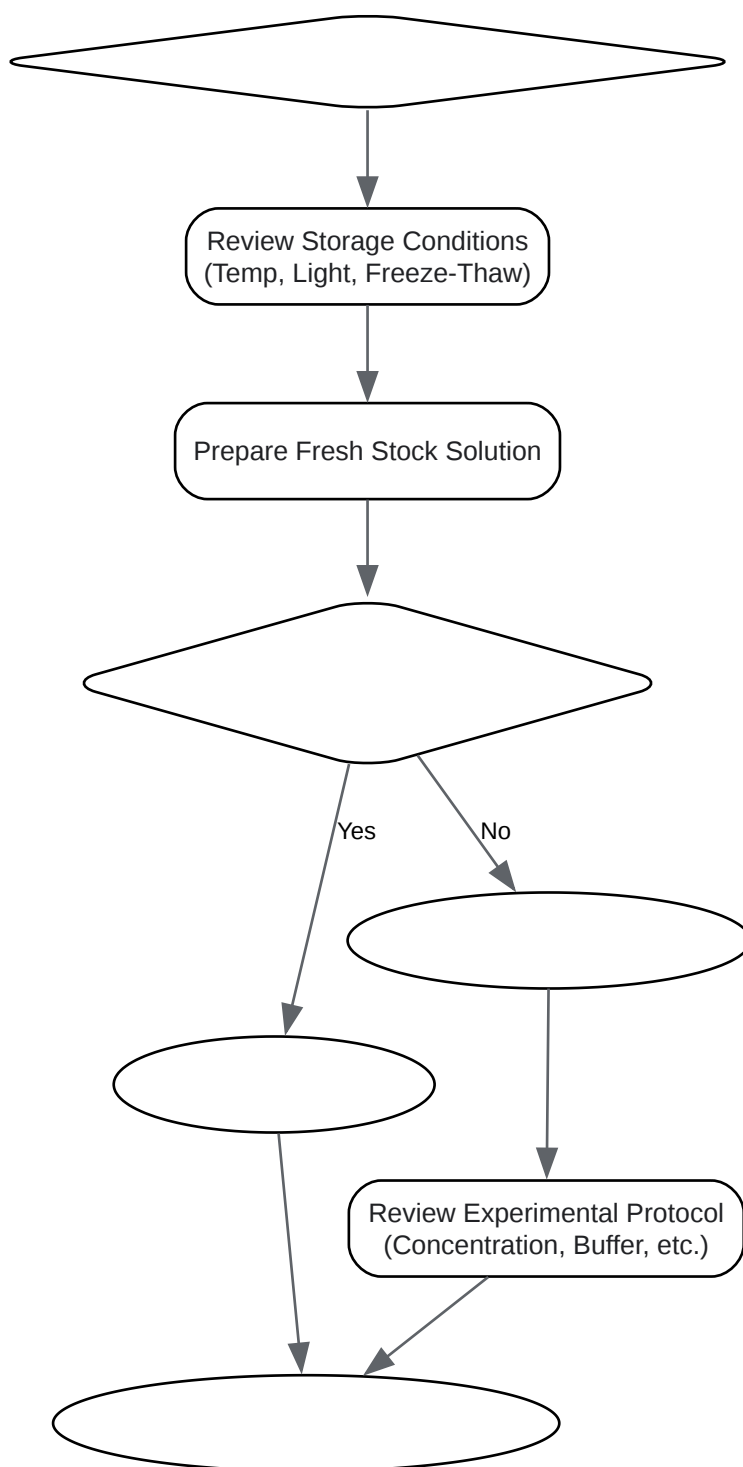 Review Storage Conditions
(Temp, Light, Freeze-Thaw)
Prepare Fresh Stock Solution
Yes
No
Review Experimental Protocol
(Concentration, Buffer, etc.)